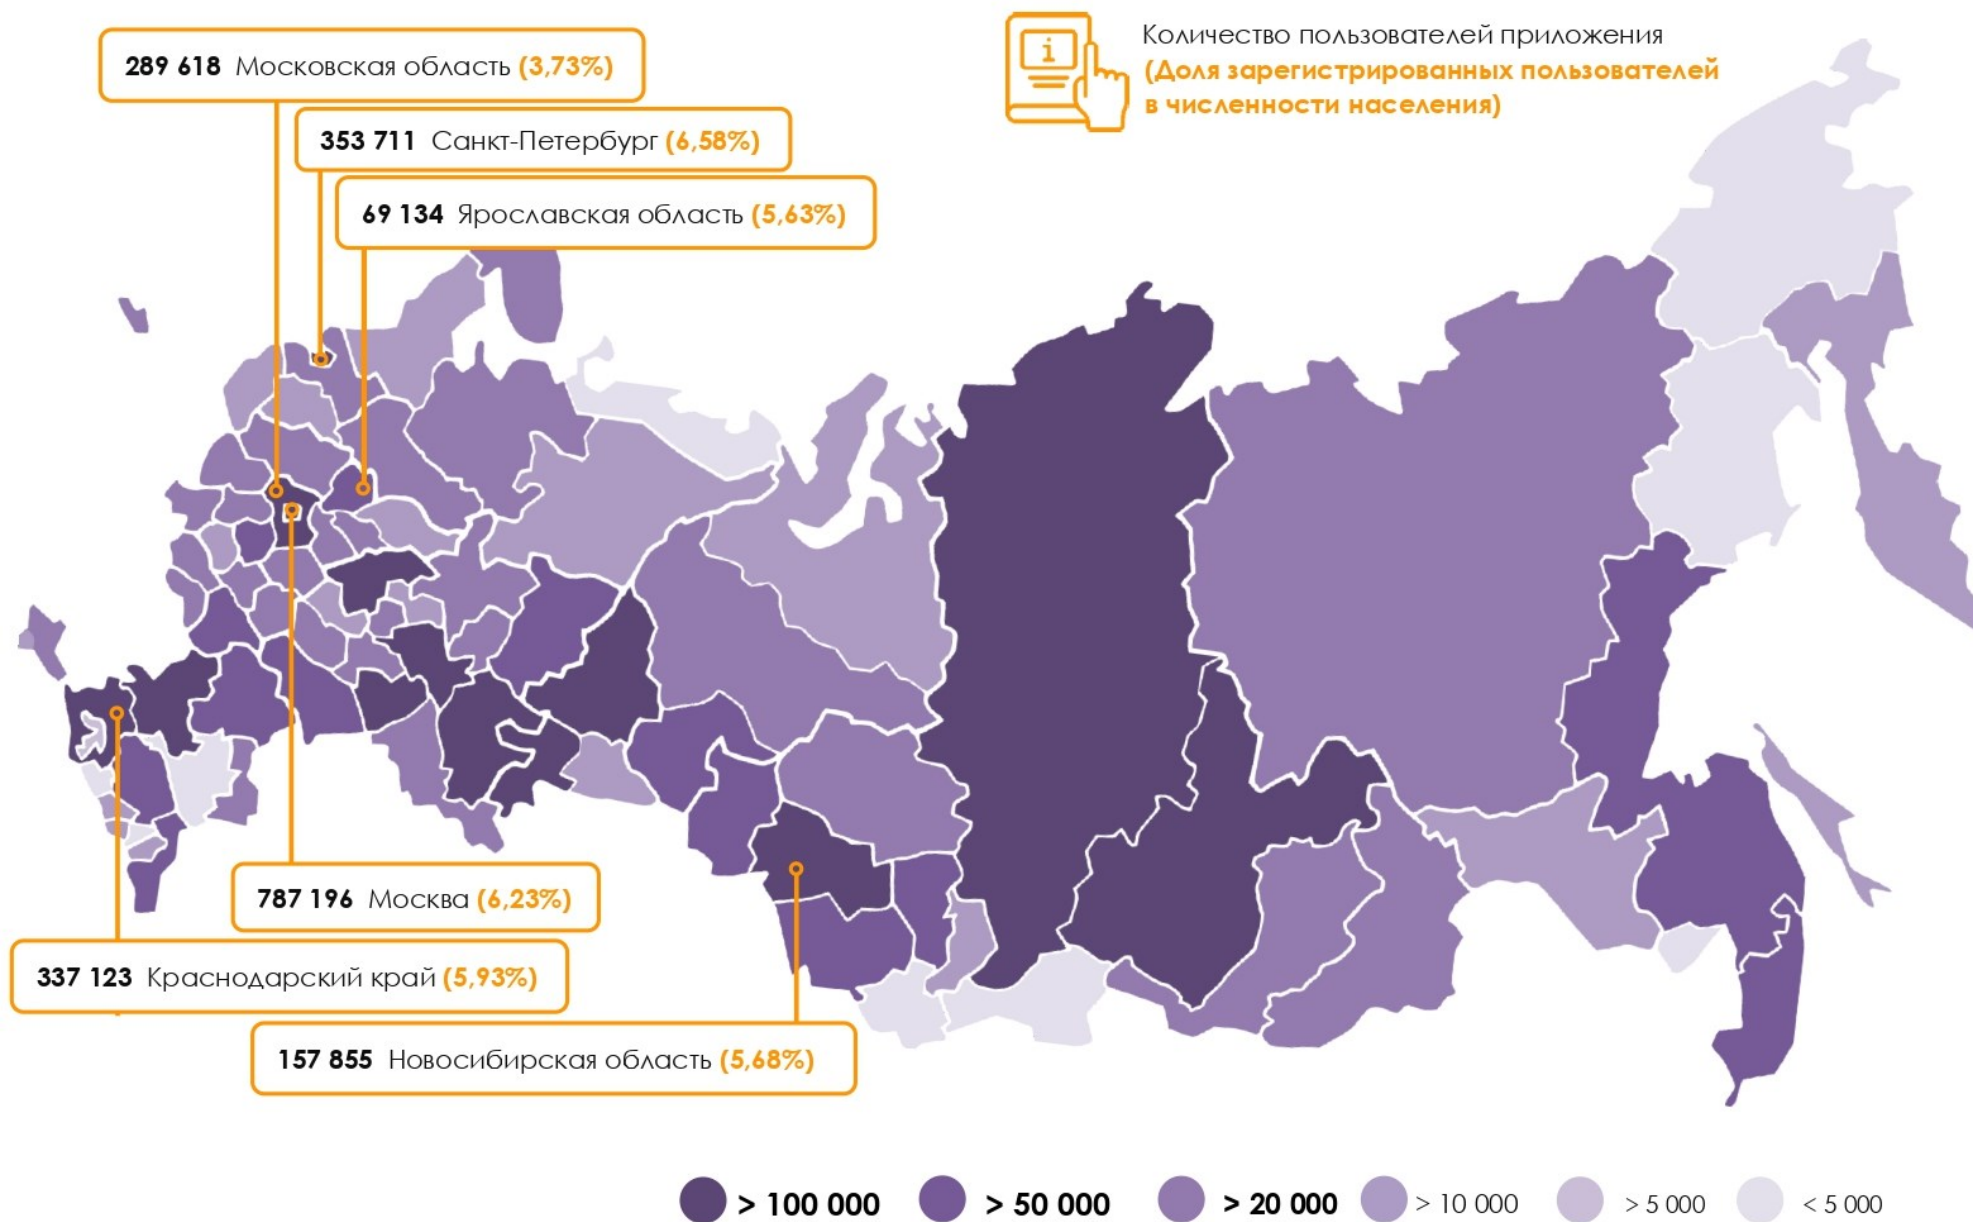 Количество пользователей приложения
(Доля зарегистрированных пользователей
в численности населения)
289 618 Московская область (3,73%)
353 711 Санкт-Петербург (6,58%)
69 134 Ярославская область (5,63%)
787 196 Москва (6,23%)
337 123 Краснодарский край (5,93%)
157 855 Новосибирская область (5,68%)
> 100 000 > 50 000 > 20 000 > 10 000 > 5 000 < 5 000